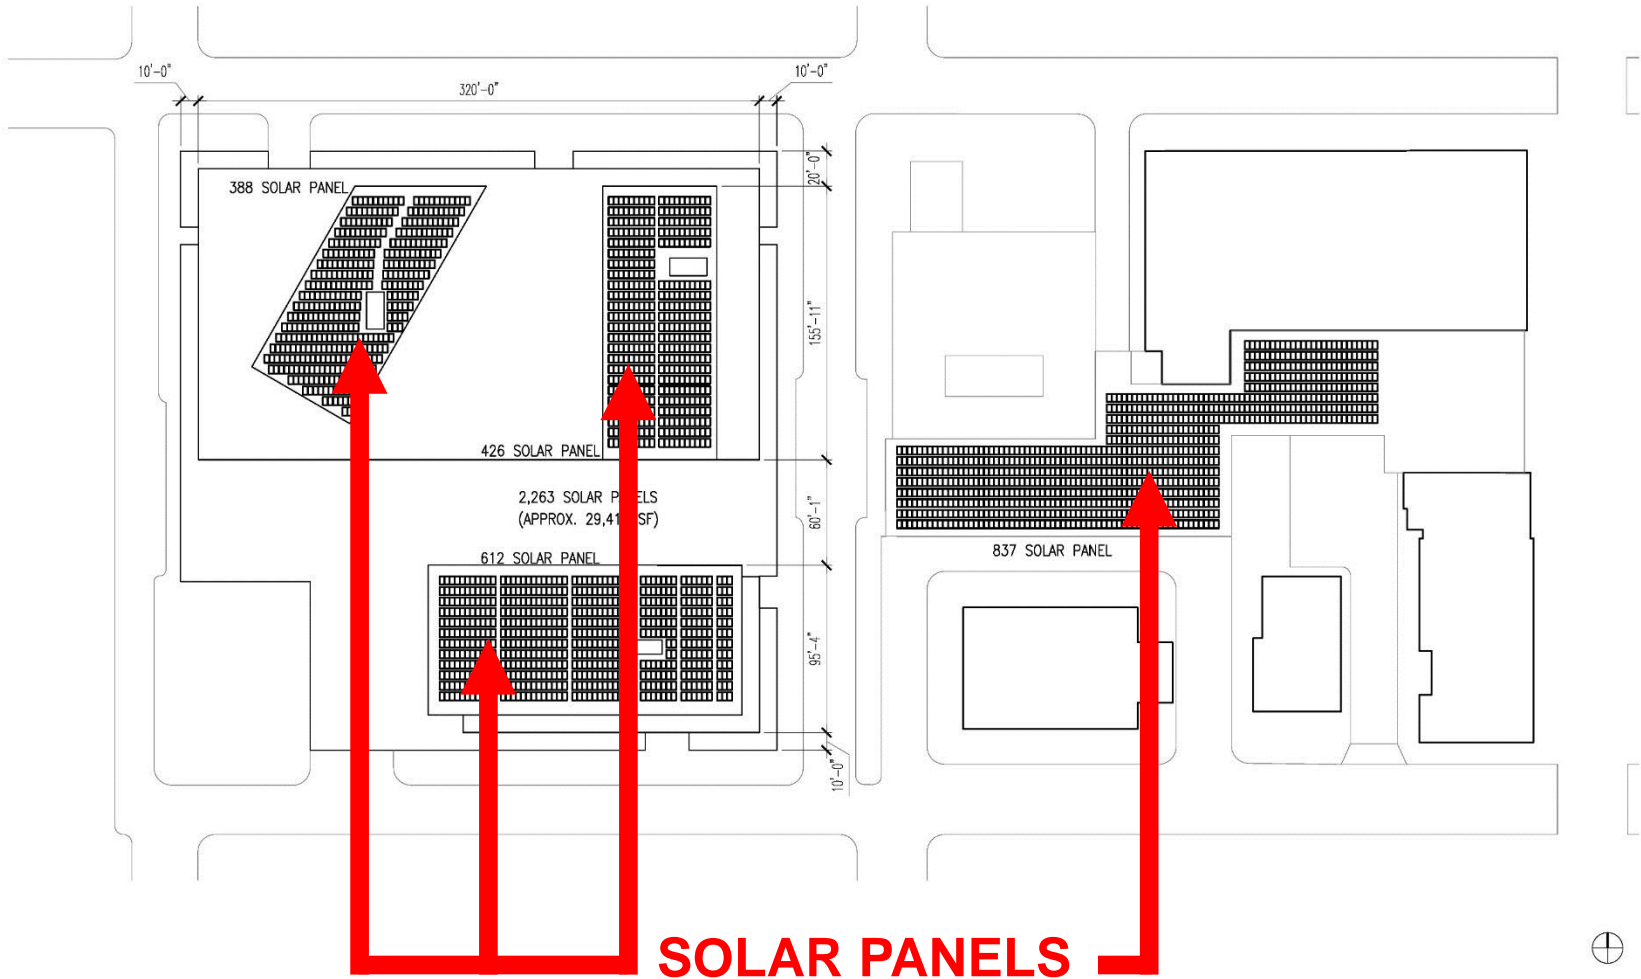 10'-0"
10'-0"
320'-0"
20'-0"
388 SOLAR PANEL
155'-11"
426 SOLAR PANEL
2,263 SOLAR PANELS
(APPROX. 29,41 SF)
60'-1"
837 SOLAR PANEL
612 SOLAR PANEL
95'-4"
10'-0"
SOLAR PANELS